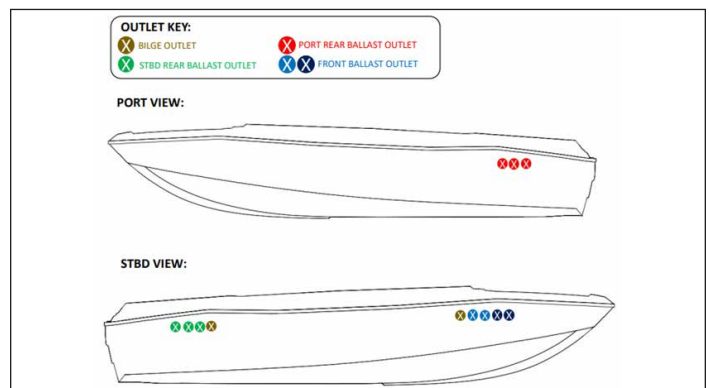 OUTLET KEY:
X BILGE OUTLET
X PORT REAR BALLAST OUTLET
X STBD REAR BALLAST OUTLET
X X FRONT BALLAST OUTLET
PORT VIEW:
X X X
STBD VIEW:
X X X X
X X X X X